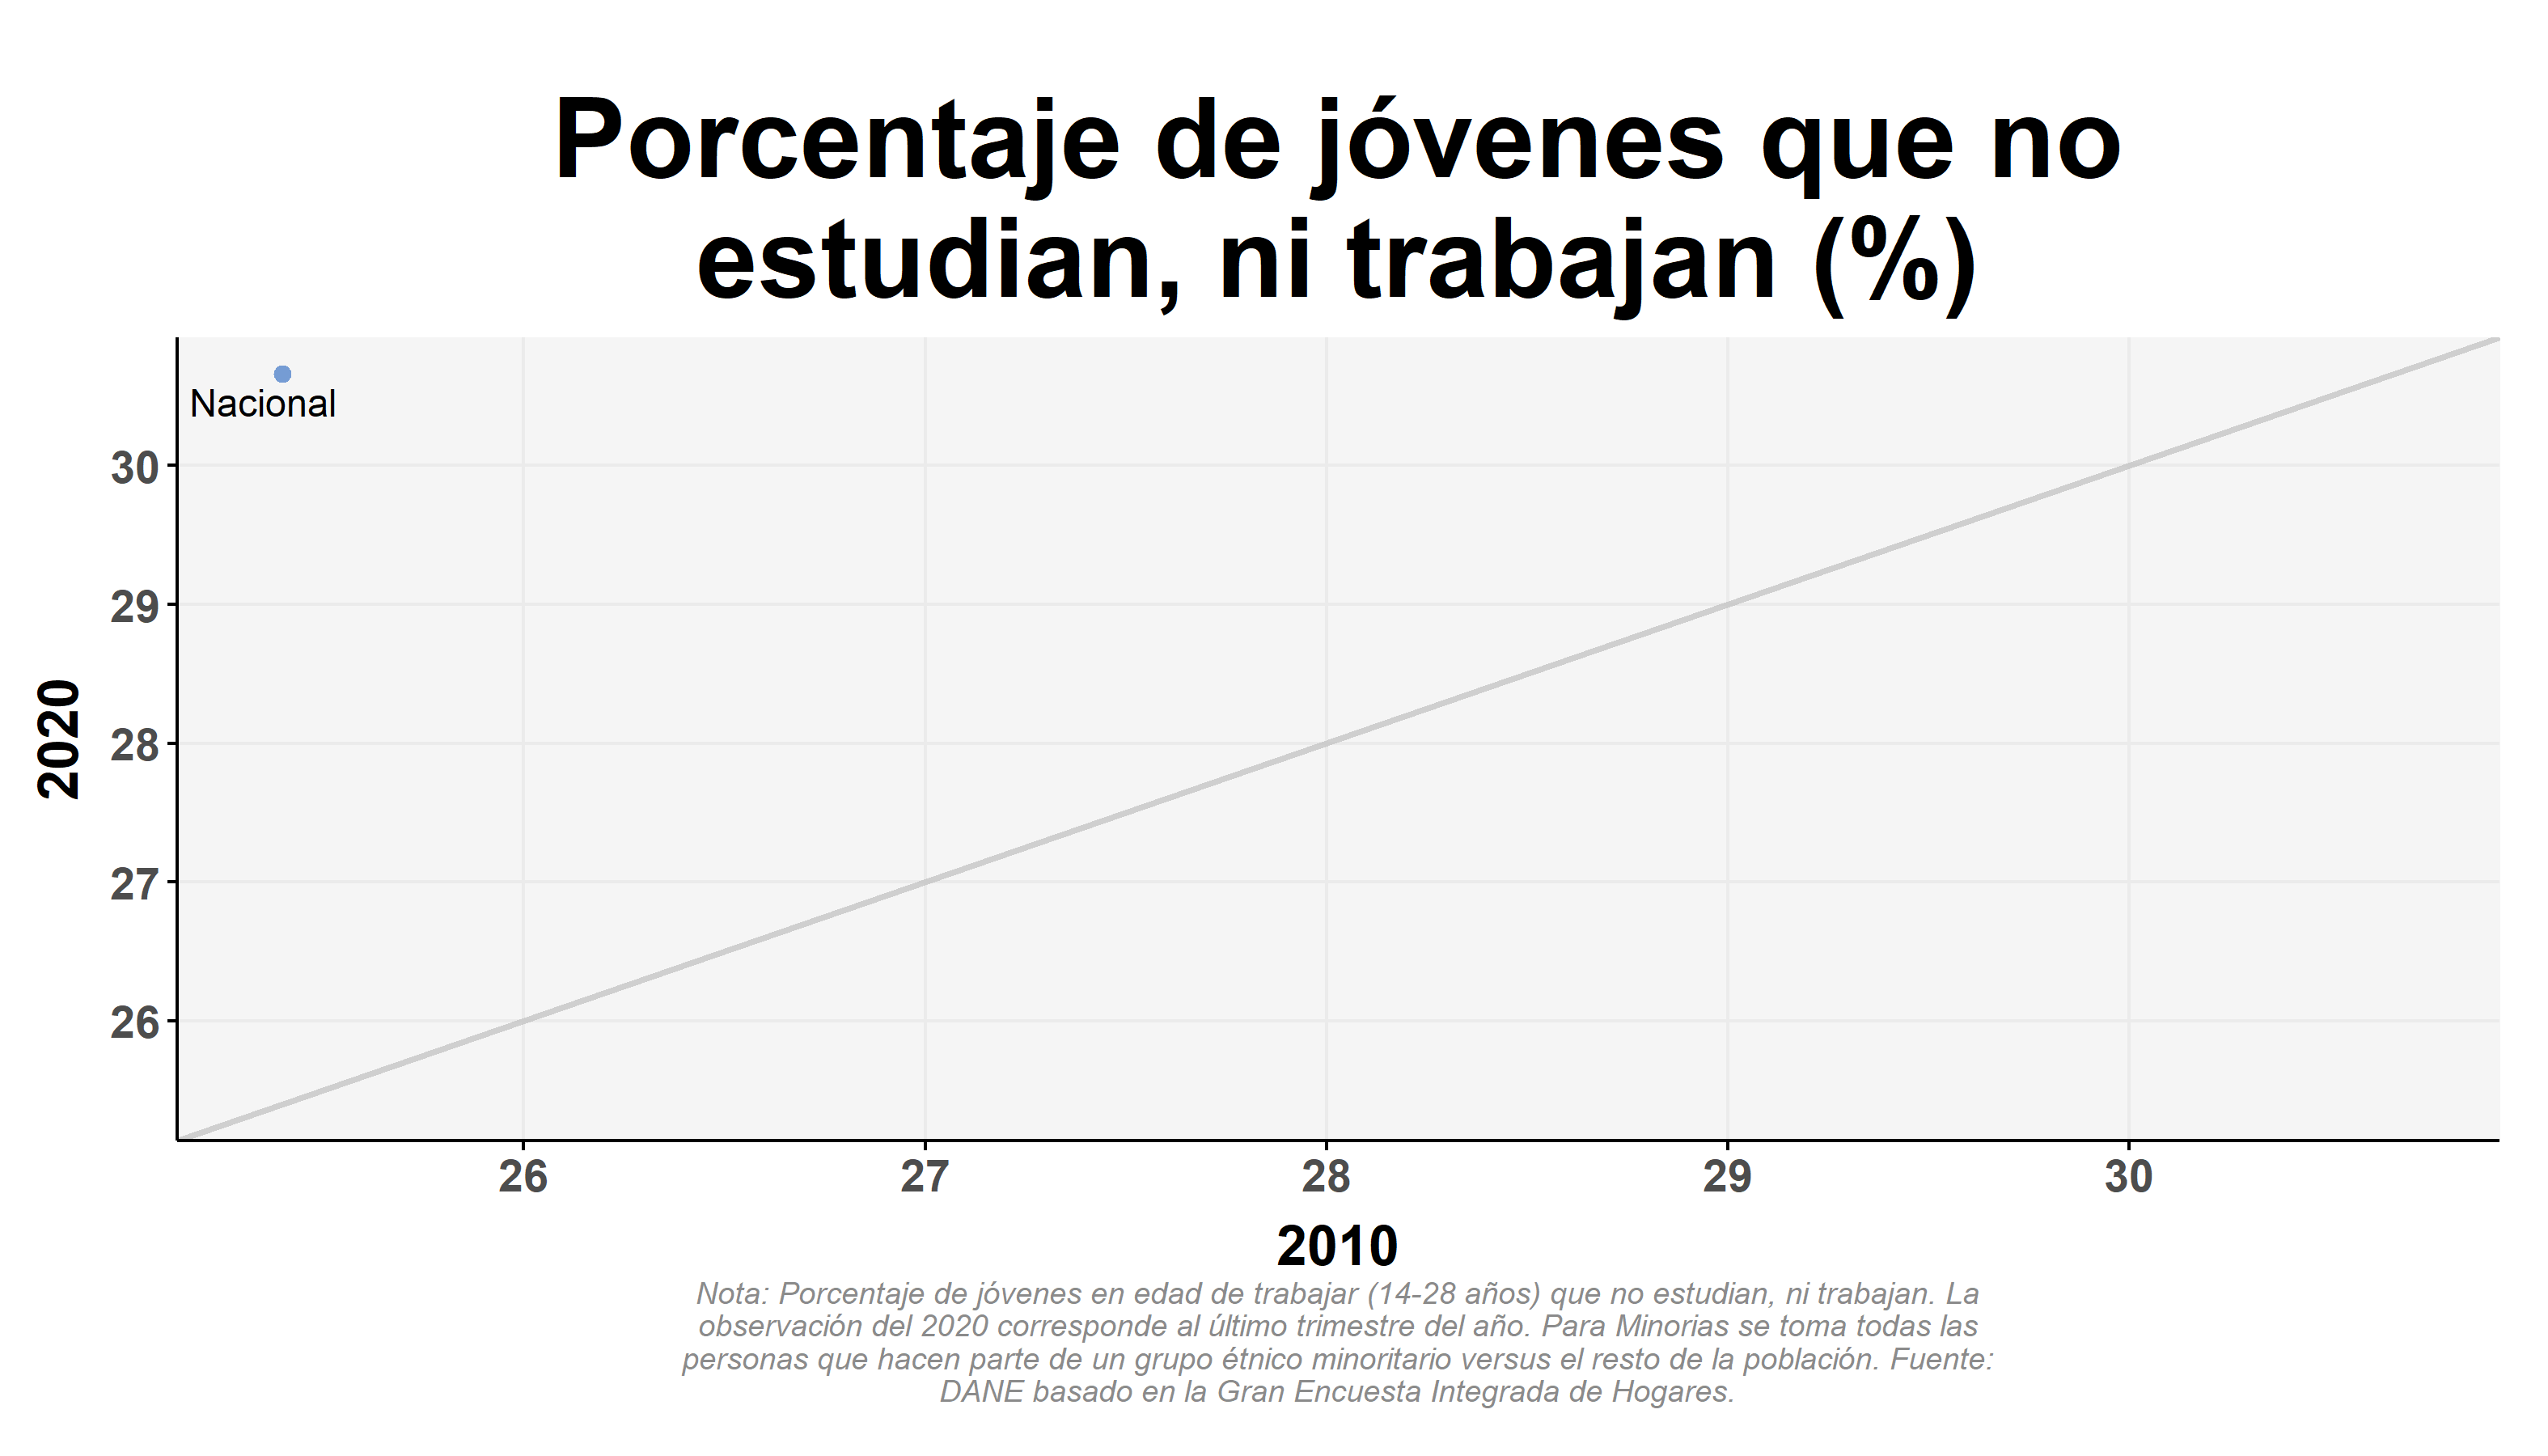 Porcentaje de jóvenes que no
estudian, ni trabajan (%)
Nacional
30
29
28
27
26
2020
26
27
28
29
30
2010
Nota: Porcentaje de jóvenes en edad de trabajar (14-28 años) que no estudian, ni trabajan. La
observación del 2020 corresponde al último trimestre del año. Para Minorias se toma todas las
personas que hacen parte de un grupo étnico minoritario versus el resto de la población. Fuente:
DANE basado en la Gran Encuesta Integrada de Hogares.